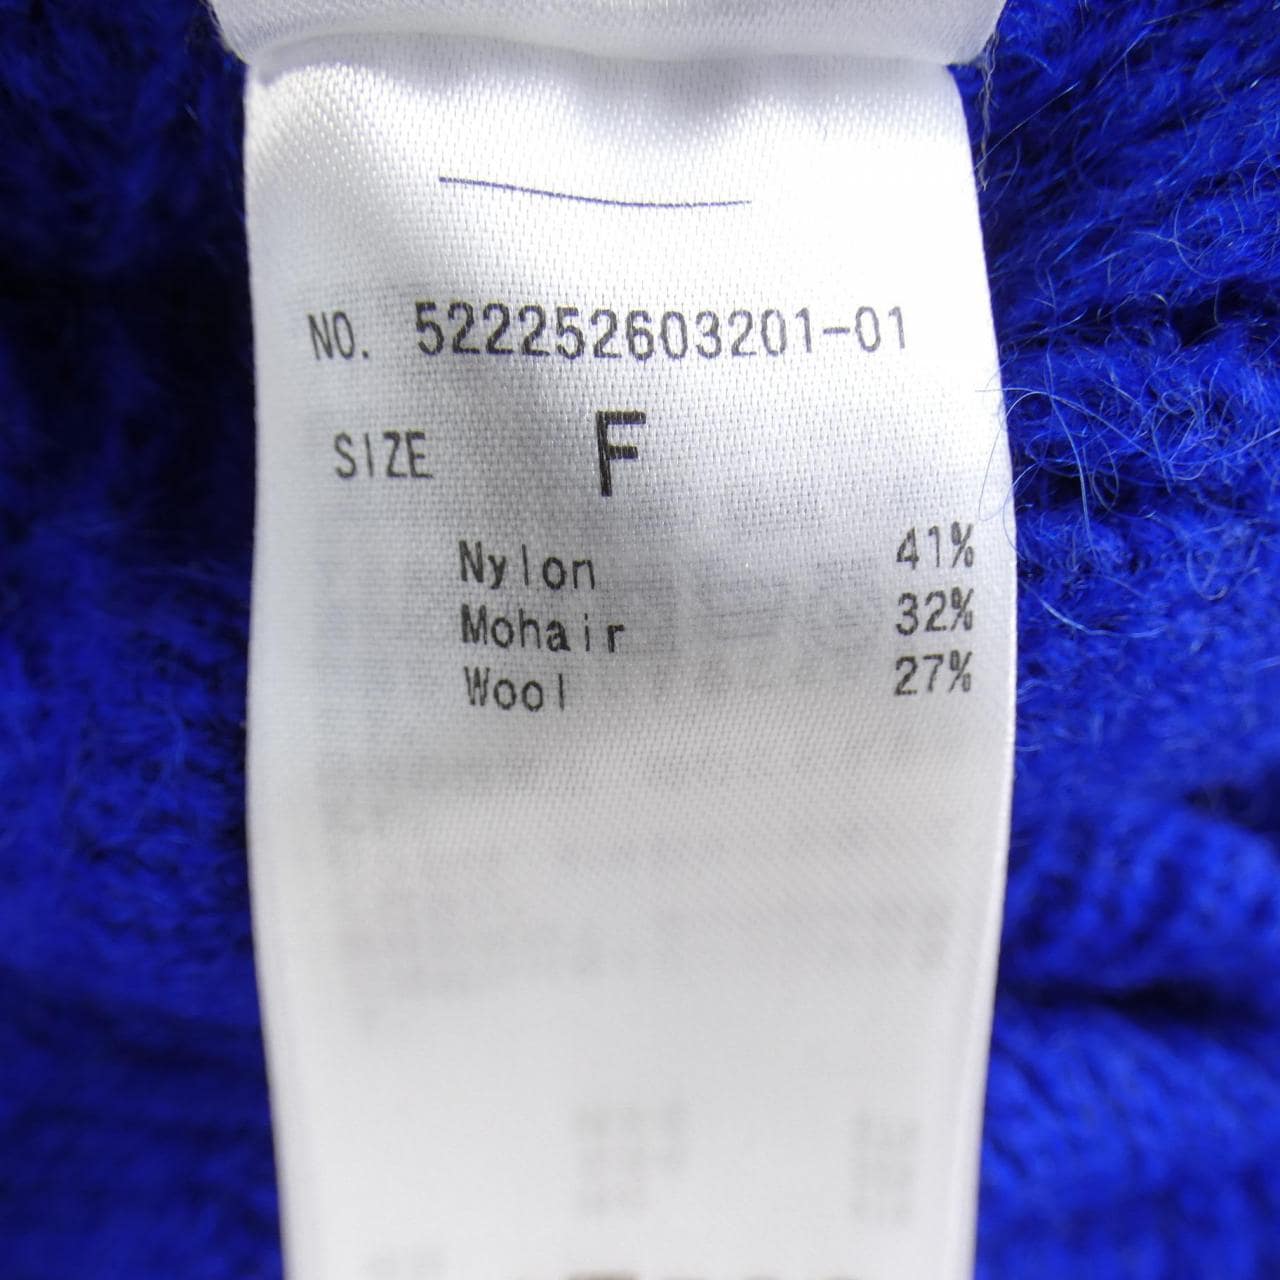 NO. 522252603201-01
SIZE F
Nylon 41%
Mohair 32%
Wool 27%